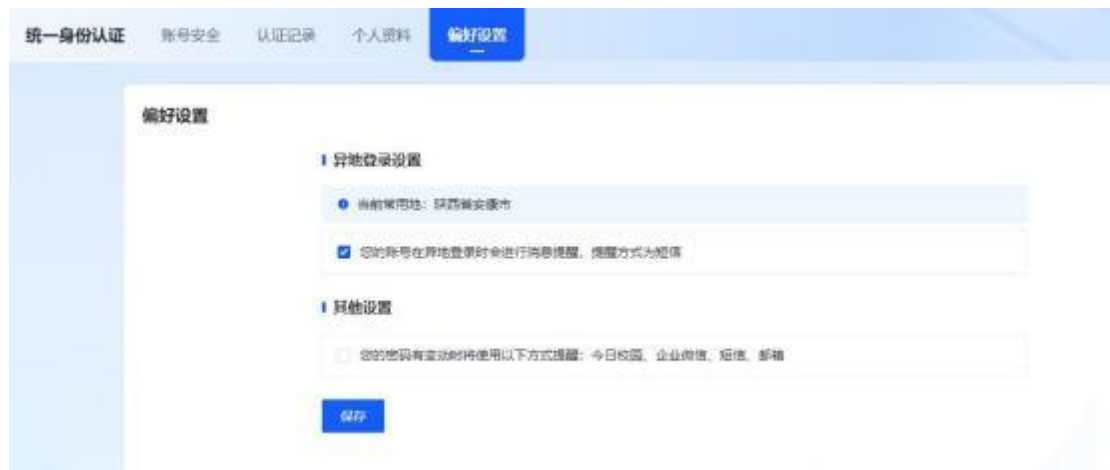 统一身份认证 账号安全 认证记录 个人资料 偏好设置
偏好设置
异地登录设置
当前常用地：陕西省安康市
您的账号在异地登录时会进行消息提醒，提醒方式为短信
其他设置
您的密码有变动时将使用以下方式提醒：今日校园、企业微信、短信、邮箱
保存